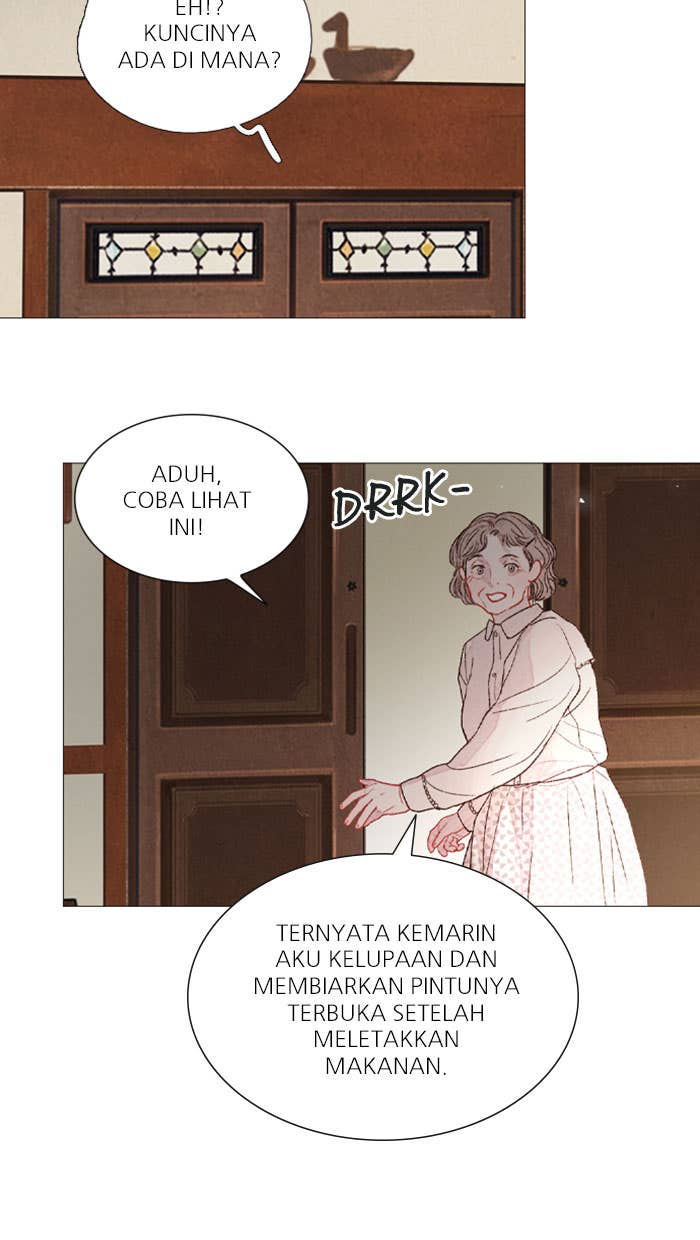 EH!?
KUNCINYA
ADA DI MANA?
ADUH,
COBA LIHAT
INI!
DRRK-
TERNYATA KEMARIN
AKU KELUPAAN DAN
MEMBIARKAN PINTUNYA
TERBUKA SETELAH
MELETAKKAN
MAKANAN.